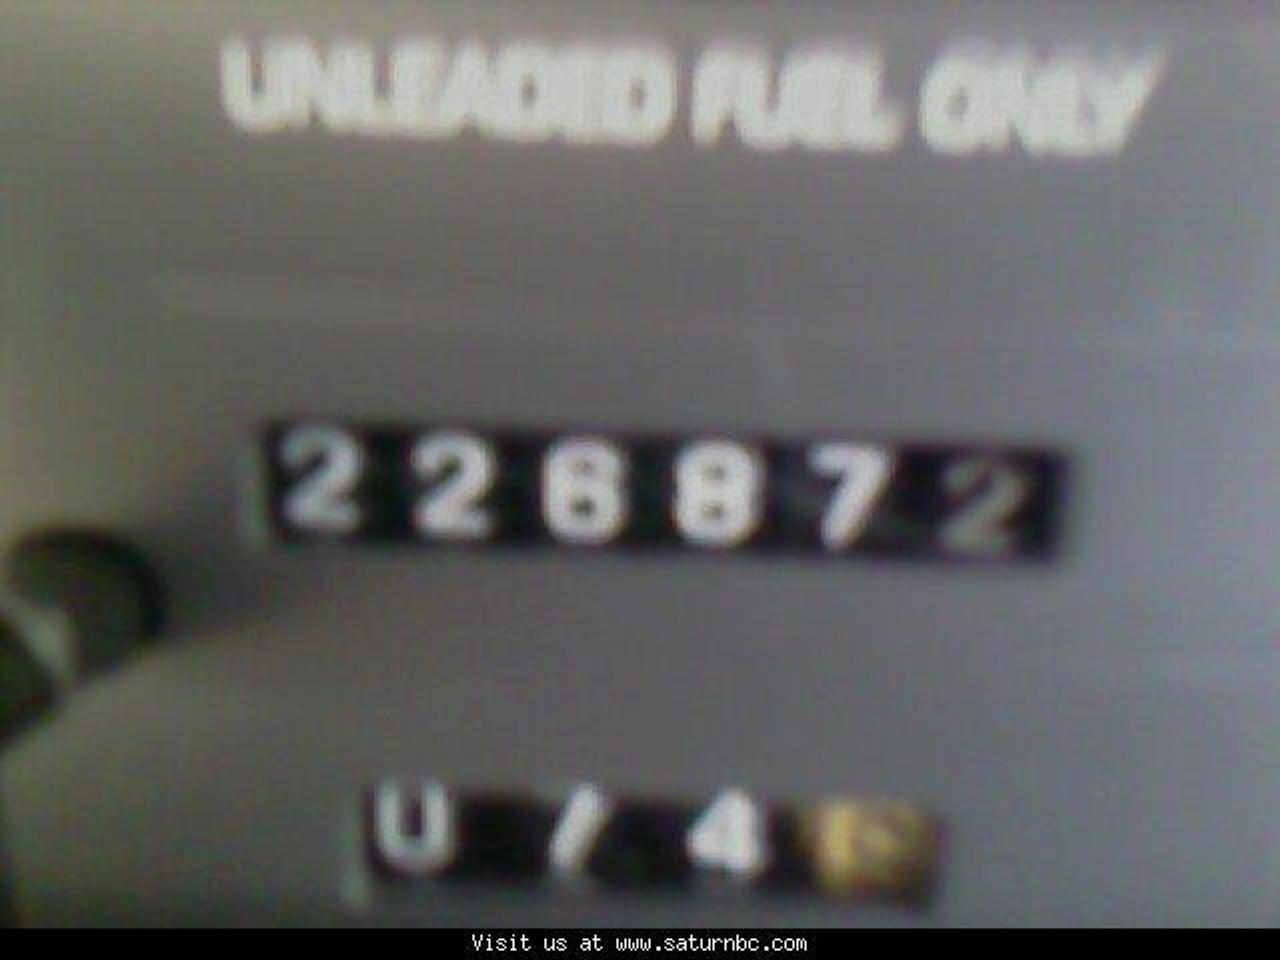 UNLEADED FUEL ONLY
226872
4
Visit us at www.saturnbc.com